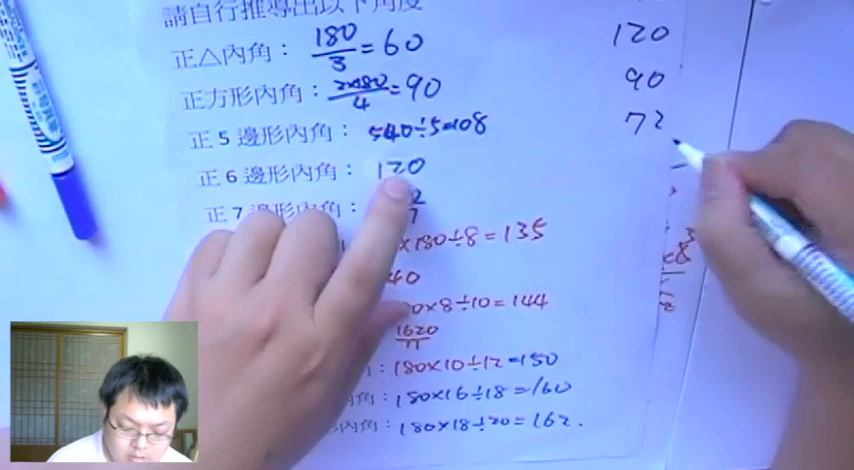 請自行推導出以下角度
正△內角： 180/3 = 60 120
正方形內角： 2×180/4 = 90 90
正 5 邊形內角： 540÷5=108 72
正 6 邊形內角： 120
正 7 邊形內角：
×180÷8 = 135
40
×8÷10 = 144
1620/11
： 180×10÷12 = 150
角： 180×16÷18 = 160
形內角： 180×18÷20 = 162.